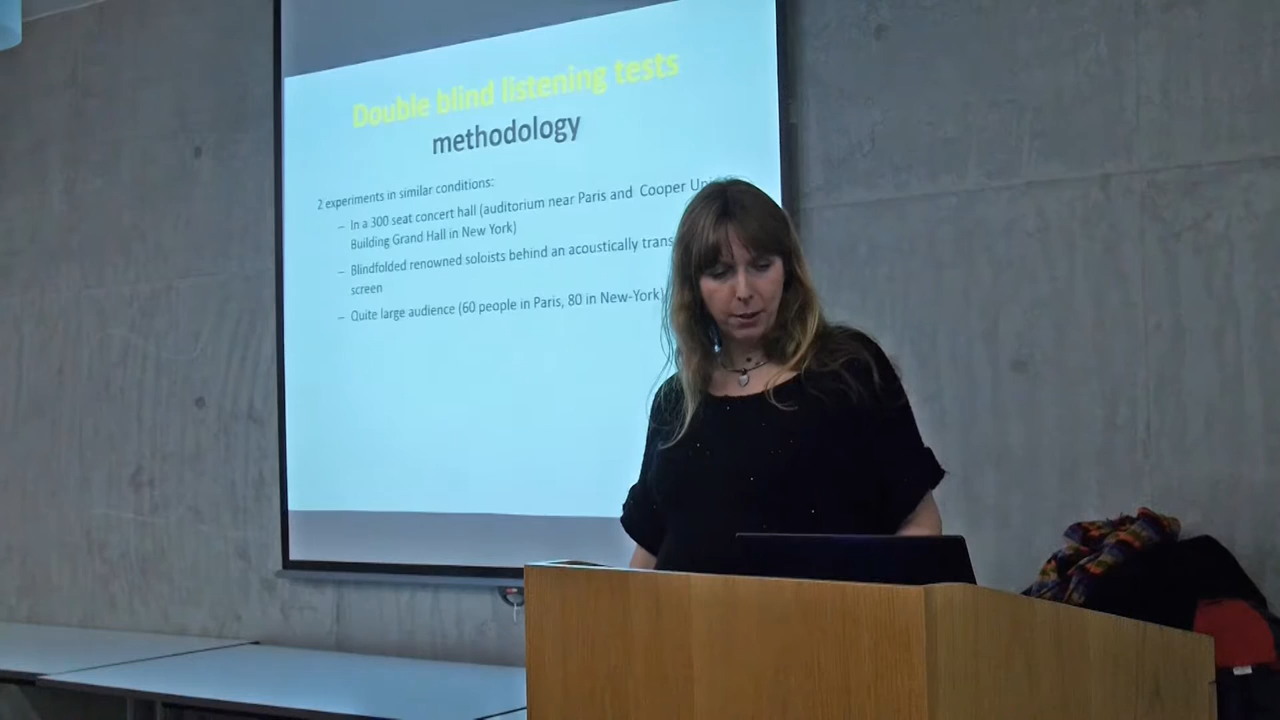 Double blind listening tests
methodology
2 experiments in similar conditions:
– In a 300 seat concert hall (auditorium near Paris and Cooper
Building Grand Hall in New York)
– Blindfolded renowned soloists behind an acoustically
screen
– Quite large audience (60 people in Paris, 80 in New-York)